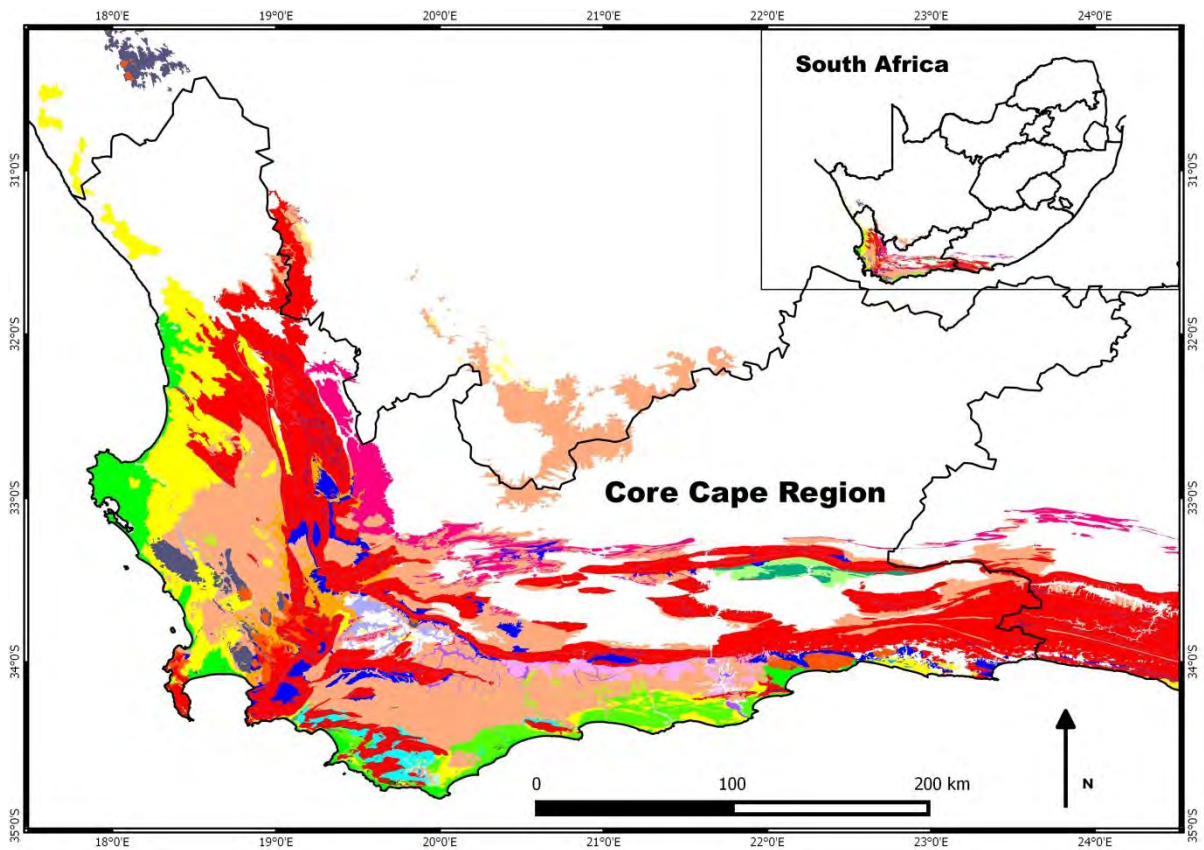 18°0'E 19°0'E 20°0'E 21°0'E 22°0'E 23°0'E 24°0'E
South Africa
31°0'S 31°0'S
32°0'S 32°0'S
Core Cape Region
33°0'S 33°0'S
34°0'S 34°0'S
0 100 200 km
N
35°0'S 35°0'S
18°0'E 19°0'E 20°0'E 21°0'E 22°0'E 23°0'E 24°0'E